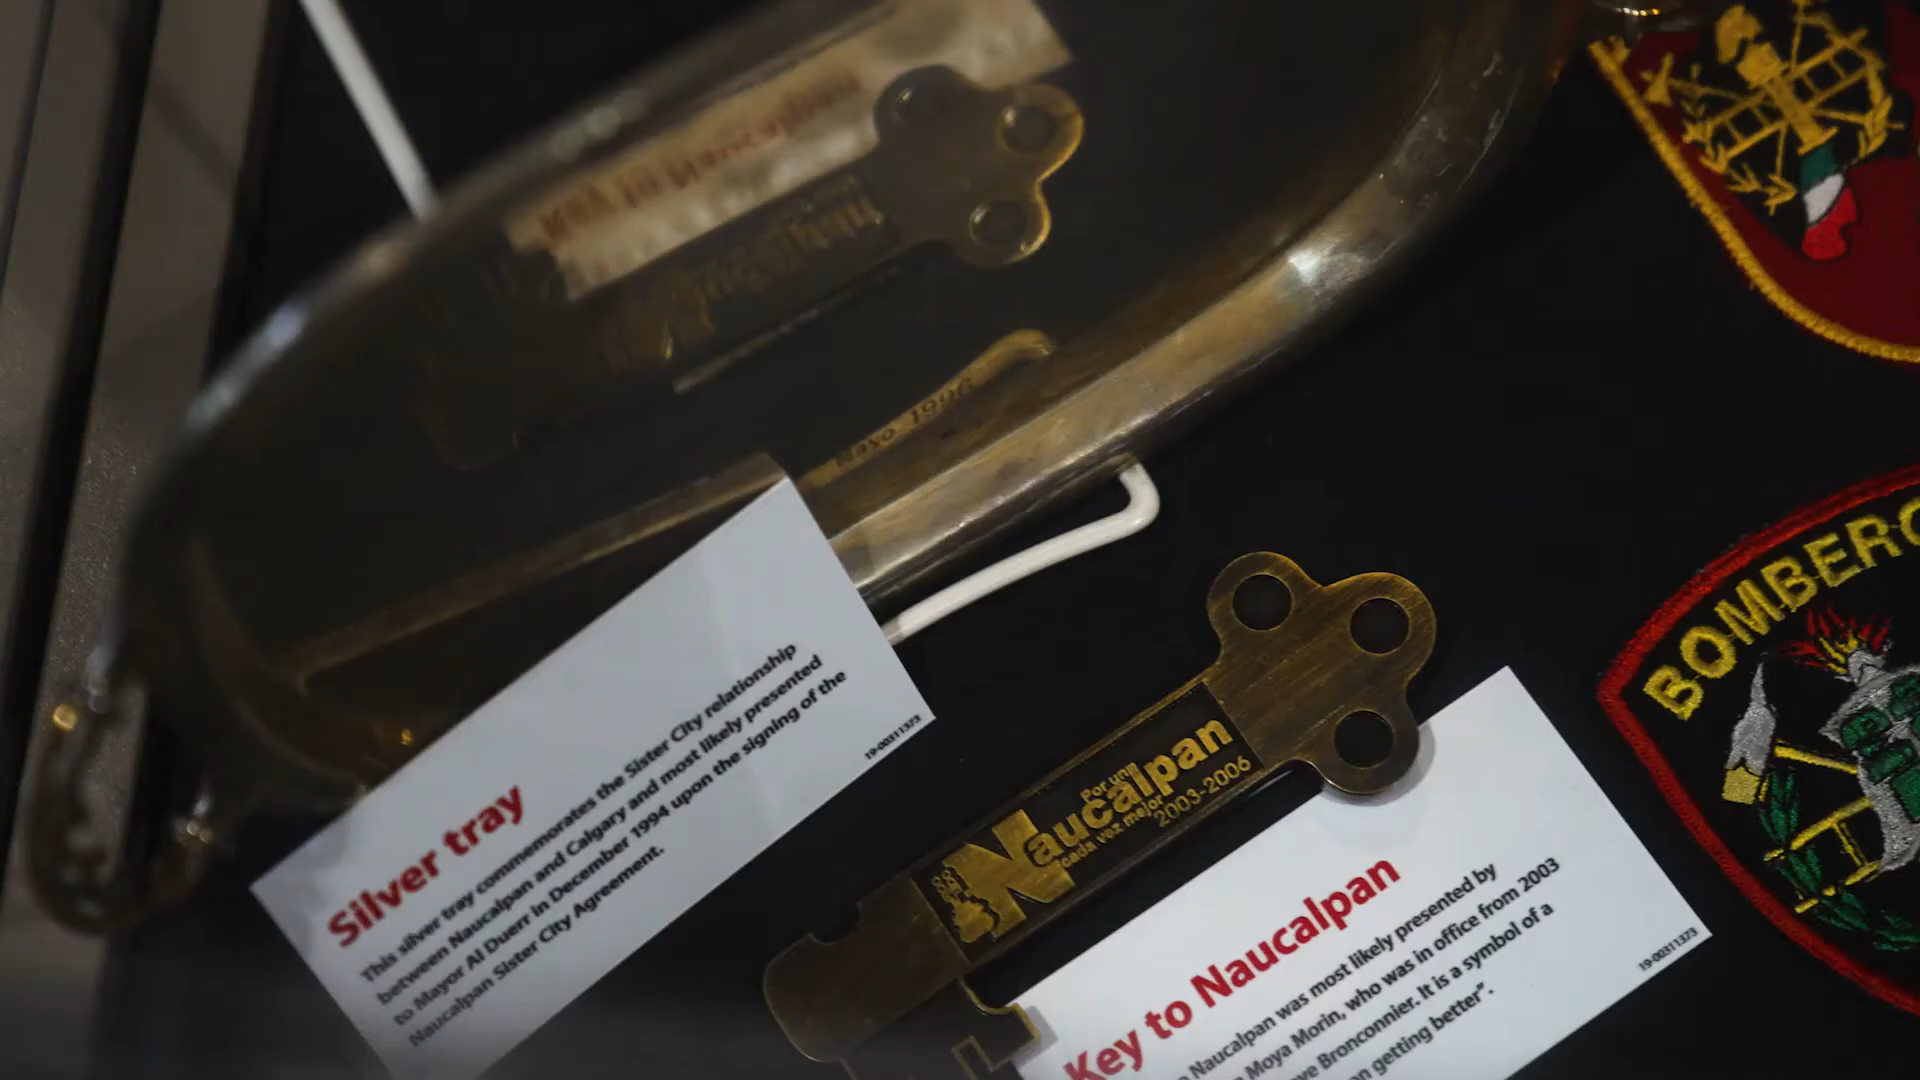 Mayo 1996
Silver tray
This silver tray commemorates the Sister City relationship
between Naucalpan and Calgary and most likely presented
to Mayor Al Duerr in December 1994 upon the signing of the
Naucalpan Sister City Agreement.
19-00311373
Por un
Naucalpan
cada vez mejor
2003-2006
Key to Naucalpan
Naucalpan was most likely presented by
Moya Morin, who was in office from 2003
Bronconnier. It is a symbol of a
getting better".
19-00311373